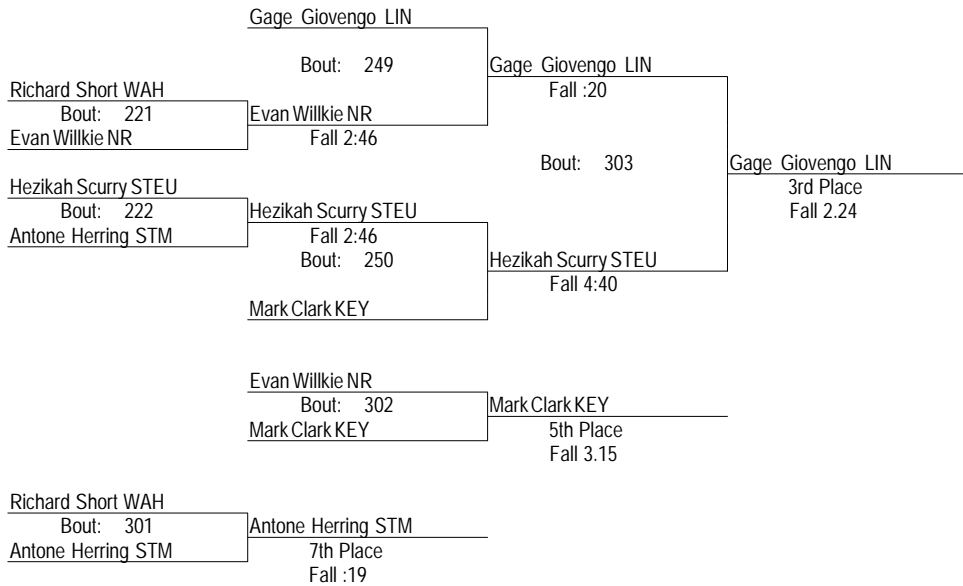 Gage Giovengo LIN
Bout: 249
Gage Giovengo LIN
Richard Short WAH
Fall :20
Bout: 221
Evan Willkie NR
Evan Willkie NR
Fall 2:46
Bout: 303
Gage Giovengo LIN
Hezikah Scurry STEU
3rd Place
Bout: 222
Hezikah Scurry STEU
Fall 2.24
Antone Herring STM
Fall 2:46
Bout: 250
Hezikah Scurry STEU
Fall 4:40
Mark Clark KEY
Evan Willkie NR
Bout: 302
Mark Clark KEY
Mark Clark KEY
5th Place
Fall 3.15
Richard Short WAH
Bout: 301
Antone Herring STM
Antone Herring STM
7th Place
Fall :19